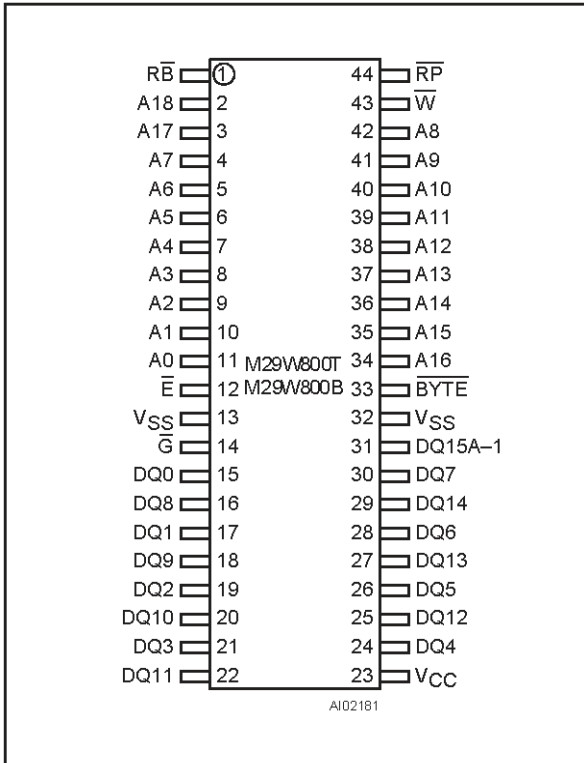 RB̅ 1 44 R̅P̅
A18 2 43 W̅
A17 3 42 A8
A7 4 41 A9
A6 5 40 A10
A5 6 39 A11
A4 7 38 A12
A3 8 37 A13
A2 9 36 A14
A1 10 35 A15
A0 11 M29W800T 34 A16
E̅ 12 M29W800B 33 B̅Y̅T̅E̅
VSS 13 32 VSS
G̅ 14 31 DQ15A–1
DQ0 15 30 DQ7
DQ8 16 29 DQ14
DQ1 17 28 DQ6
DQ9 18 27 DQ13
DQ2 19 26 DQ5
DQ10 20 25 DQ12
DQ3 21 24 DQ4
DQ11 22 23 VCC
AI02181